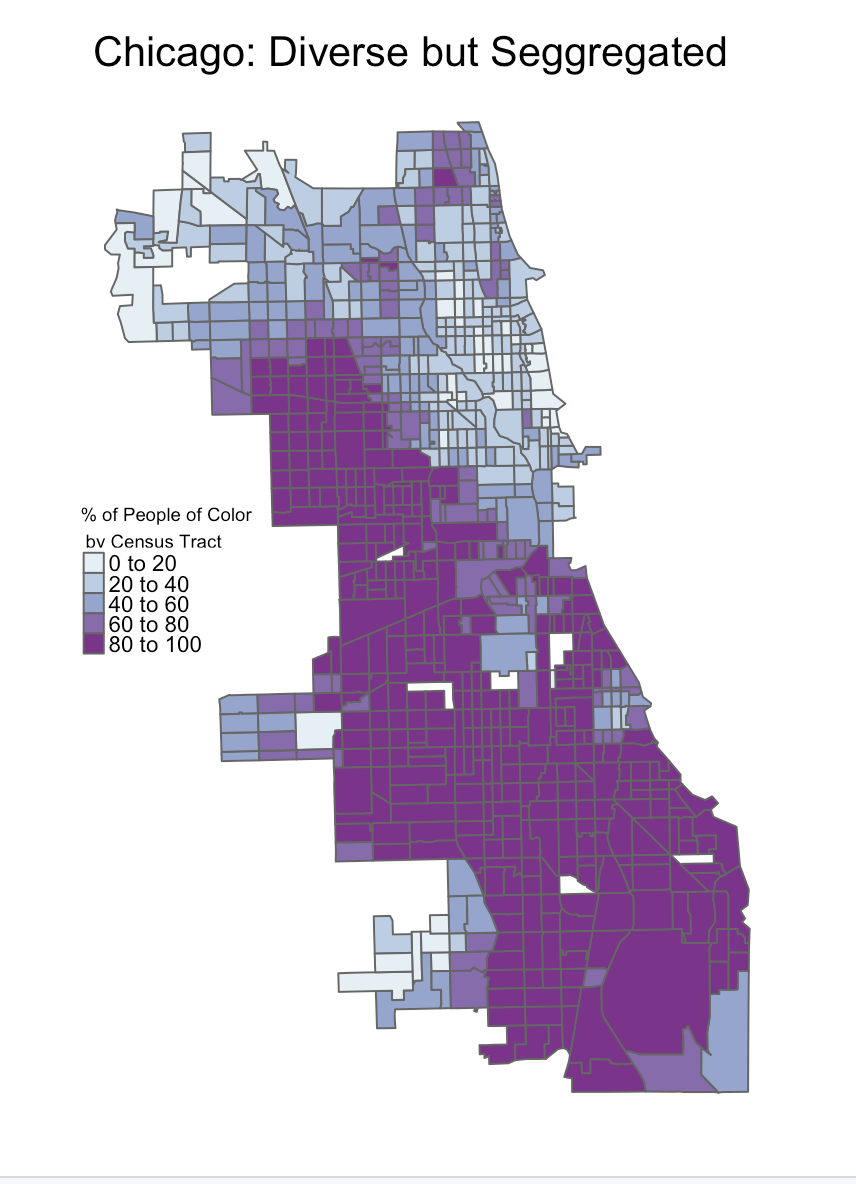 Chicago: Diverse but Seggregated
% of People of Color
by Census Tract
0 to 20
20 to 40
40 to 60
60 to 80
80 to 100